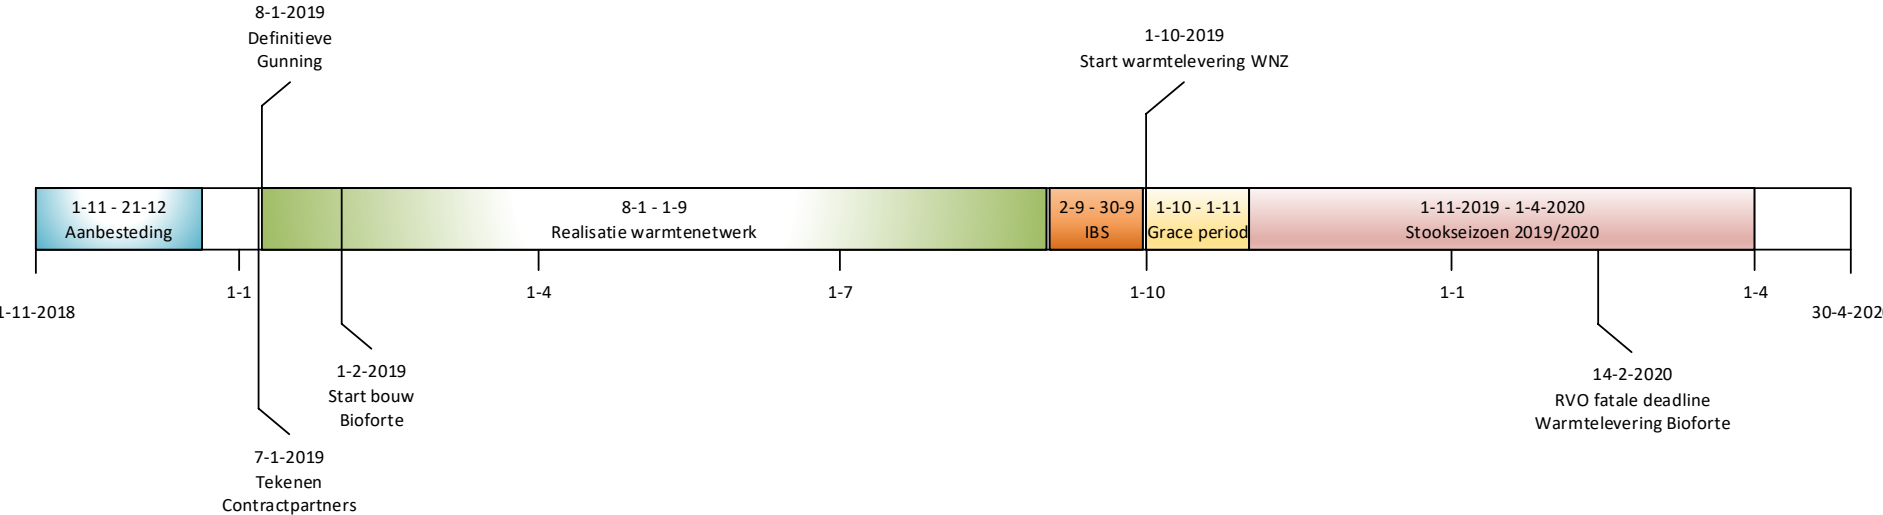 8-1-2019
Definitieve
Gunning
1-10-2019
Start warmtelevering WNZ
1-11 - 21-12
Aanbesteding
8-1 - 1-9
Realisatie warmtenetwerk
2-9 - 30-9
IBS
1-10 - 1-11
Grace period
1-11-2019 - 1-4-2020
Stookseizoen 2019/2020
1-1
1-4
1-7
1-10
1-1
1-4
1-11-2018
30-4-202
1-2-2019
Start bouw
Bioforte
14-2-2020
RVO fatale deadline
Warmtelevering Bioforte
7-1-2019
Tekenen
Contractpartners